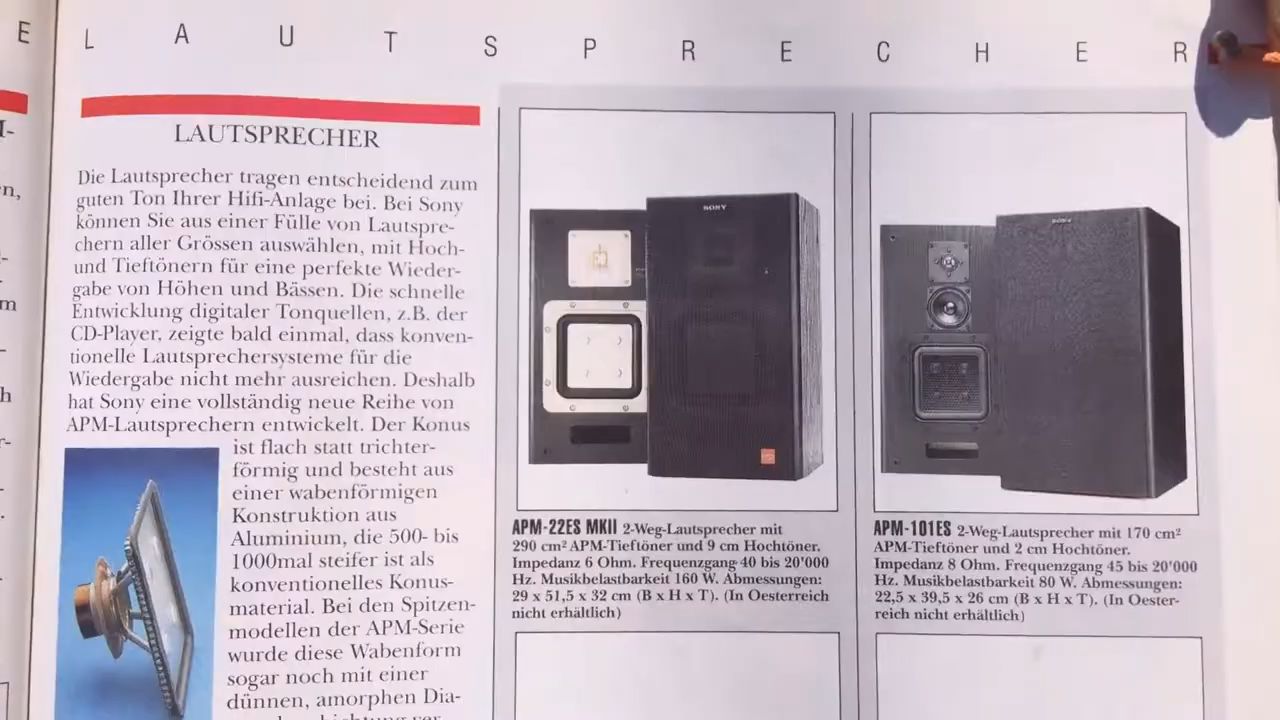 E L A U T S P R E C H E R
LAUTSPRECHER
Die Lautsprecher tragen entscheidend zum
guten Ton Ihrer Hifi-Anlage bei. Bei Sony
können Sie aus einer Fülle von Lautspre-
chern aller Grössen auswählen, mit Hoch-
und Tieftönern für eine perfekte Wieder-
gabe von Höhen und Bässen. Die schnelle
Entwicklung digitaler Tonquellen, z.B. der
CD-Player, zeigte bald einmal, dass konven-
tionelle Lautsprechersysteme für die
Wiedergabe nicht mehr ausreichen. Deshalb
hat Sony eine vollständig neue Reihe von
APM-Lautsprechern entwickelt. Der Konus
ist flach statt trichter-
förmig und besteht aus
einer wabenförmigen
Konstruktion aus
Aluminium, die 500- bis
1000mal steifer ist als
konventionelles Konus-
material. Bei den Spitzen-
modellen der APM-Serie
wurde diese Wabenform
sogar noch mit einer
dünnen, amorphen Dia-
SONY
APM-22ES MKII 2-Weg-Lautsprecher mit
290 cm² APM-Tieftöner und 9 cm Hochtöner.
Impedanz 6 Ohm. Frequenzgang 40 bis 20'000
Hz. Musikbelastbarkeit 160 W. Abmessungen:
29 x 51,5 x 32 cm (B x H x T). (In Oesterreich
nicht erhältlich)
SONY
APM-101ES 2-Weg-Lautsprecher mit 170 cm²
APM-Tieftöner und 2 cm Hochtöner.
Impedanz 8 Ohm. Frequenzgang 45 bis 20'000
Hz. Musikbelastbarkeit 80 W. Abmessungen:
22,5 x 39,5 x 26 cm (B x H x T). (In Oester-
reich nicht erhältlich)